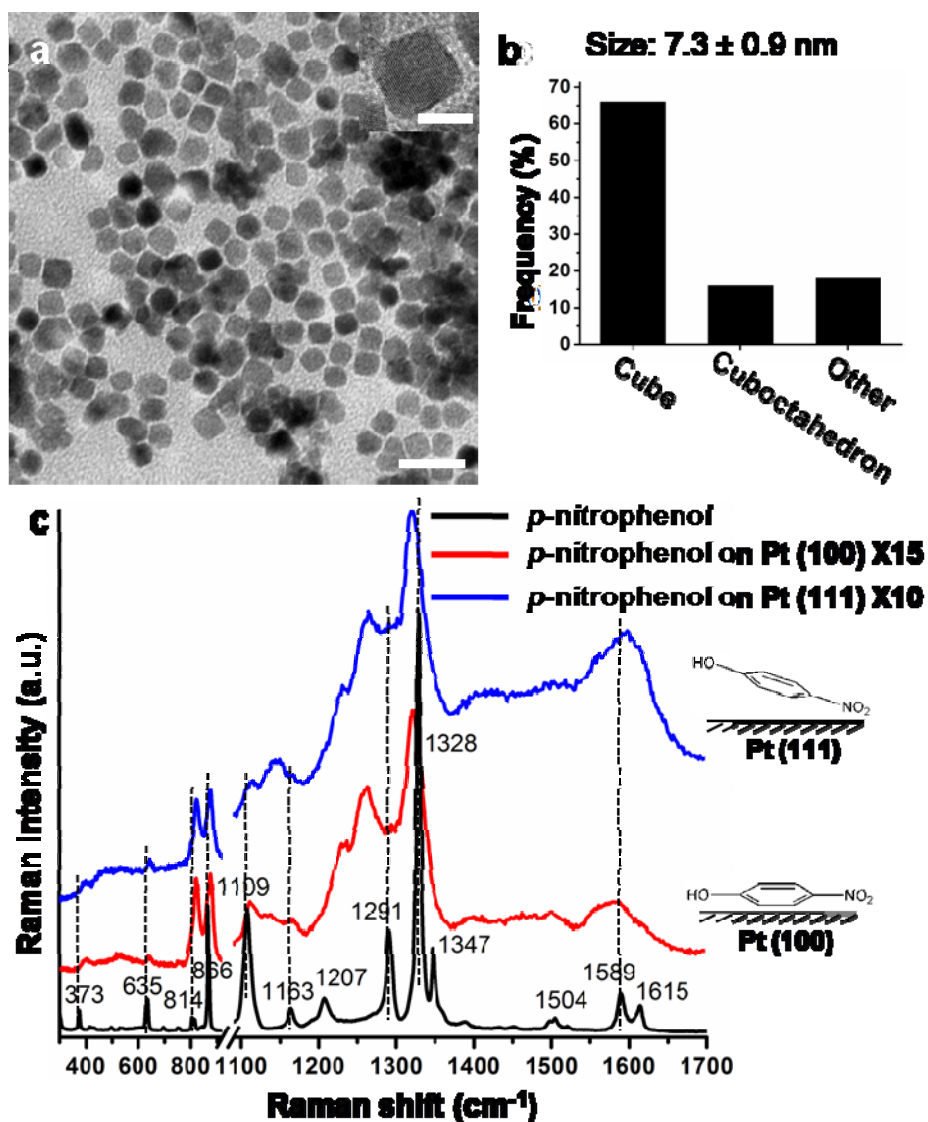 a
b
Size: 7.3 ± 0.9 nm
Frequency (%)
70
60
50
40
30
20
10
0
Cube
Cuboctahedron
Other
c
p-nitrophenol
p-nitrophenol on Pt (100) X15
p-nitrophenol on Pt (111) X10
Raman Intensity (a.u.)
HO
NO₂
Pt (111)
HO
NO₂
Pt (100)
373
635
814
866
1109
1163
1207
1291
1328
1347
1504
1589
1615
400 600 800 1100 1200 1300 1400 1500 1600 1700
Raman shift (cm⁻¹)